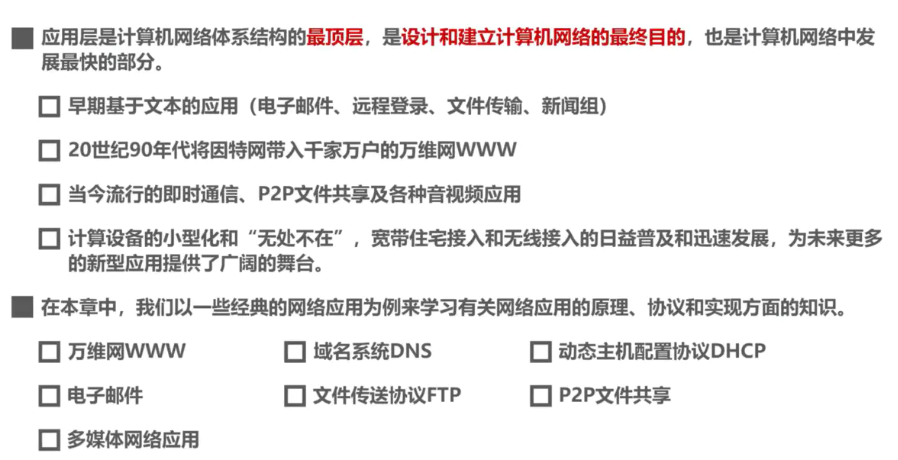 应用层是计算机网络体系结构的最顶层，是设计和建立计算机网络的最终目的，也是计算机网络中发
展最快的部分。
早期基于文本的应用（电子邮件、远程登录、文件传输、新闻组）
20世纪90年代将因特网带入千家万户的万维网WWW
当今流行的即时通信、P2P文件共享及各种音视频应用
计算设备的小型化和“无处不在”，宽带住宅接入和无线接入的日益普及和迅速发展，为未来更多
的新型应用提供了广阔的舞台。
在本章中，我们以一些经典的网络应用为例来学习有关网络应用的原理、协议和实现方面的知识。
万维网WWW 域名系统DNS 动态主机配置协议DHCP
电子邮件 文件传送协议FTP P2P文件共享
多媒体网络应用